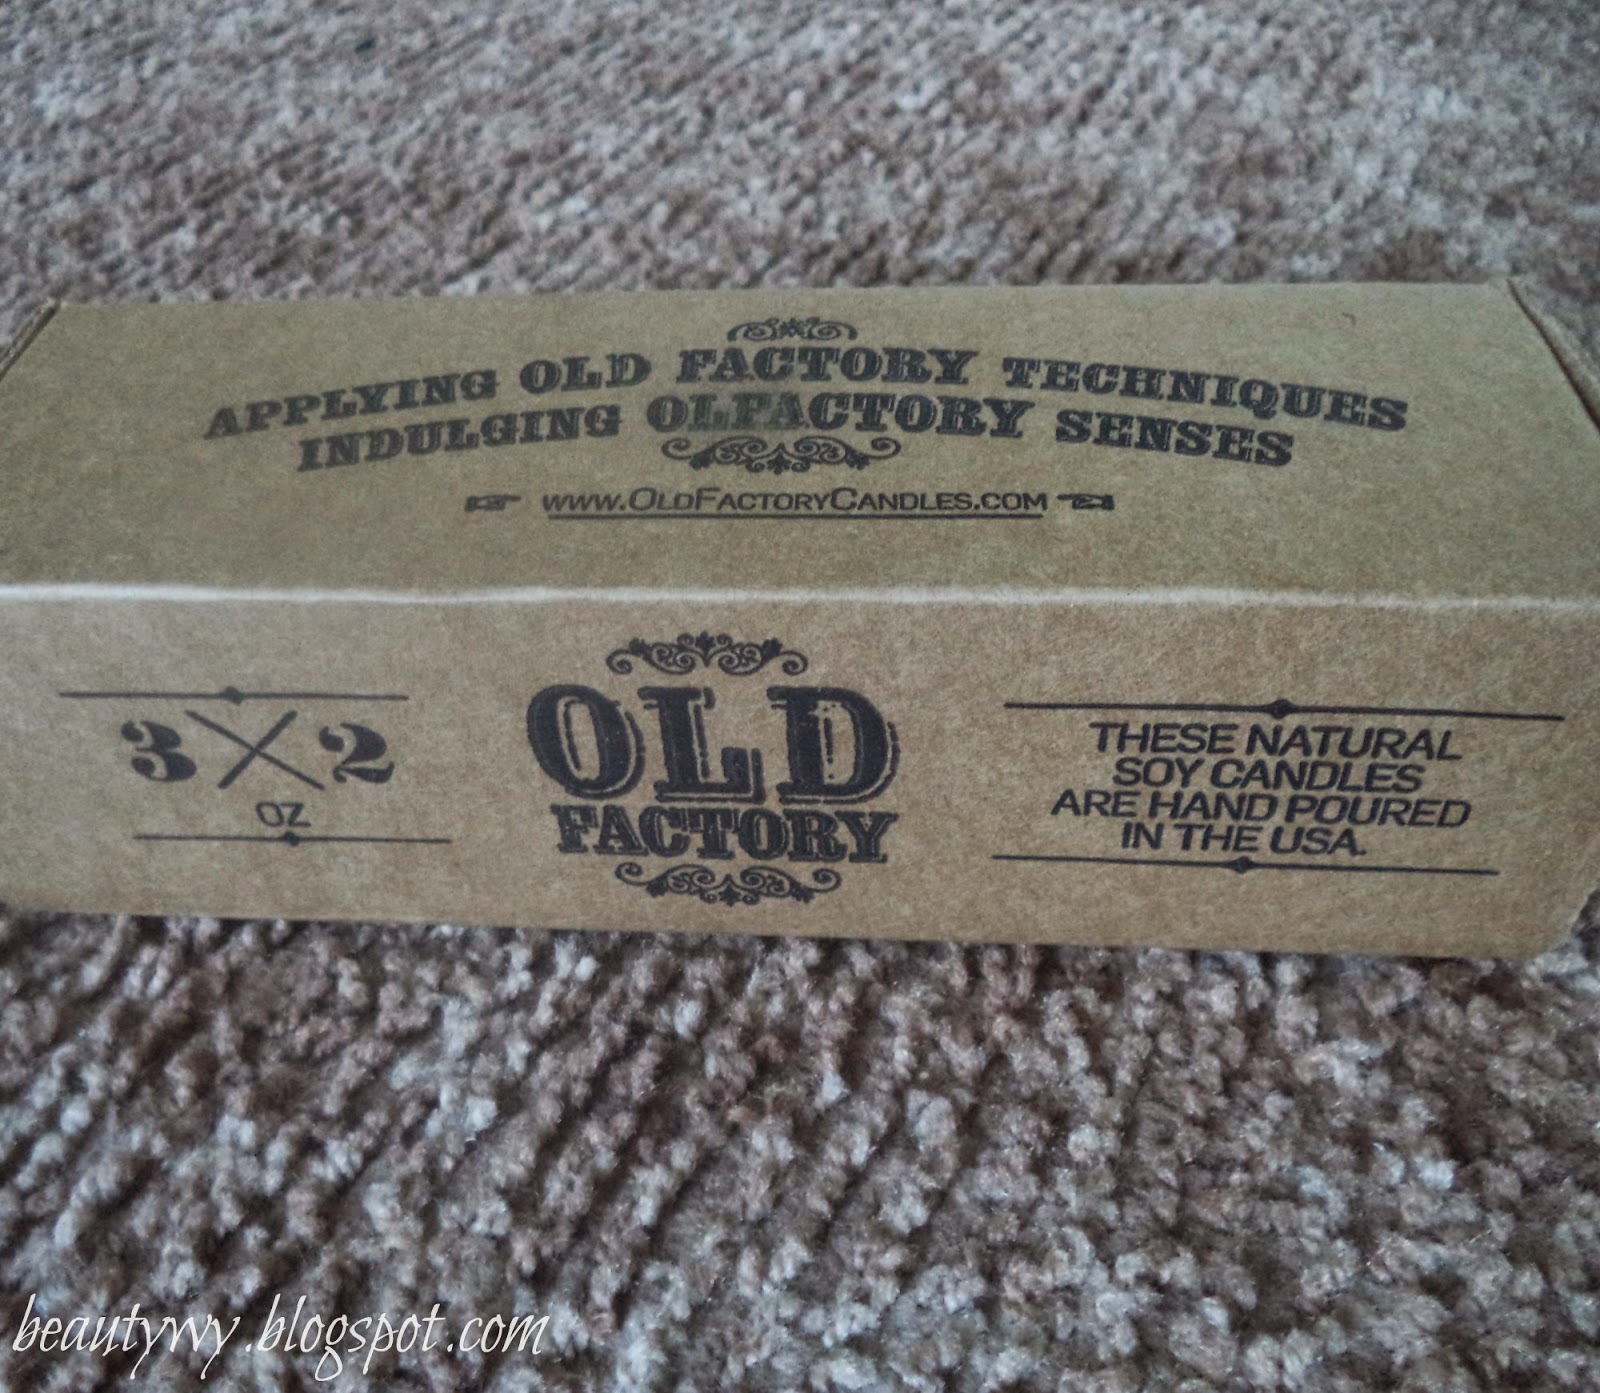 APPLYING OLD FACTORY TECHNIQUES
INDULGING OLFACTORY SENSES
WWW.OLDFACTORYCANDLES.COM
3 X 2
OZ
OLD
FACTORY
THESE NATURAL
SOY CANDLES
ARE HAND POURED
IN THE USA.
beautyvvy.blogspot.com